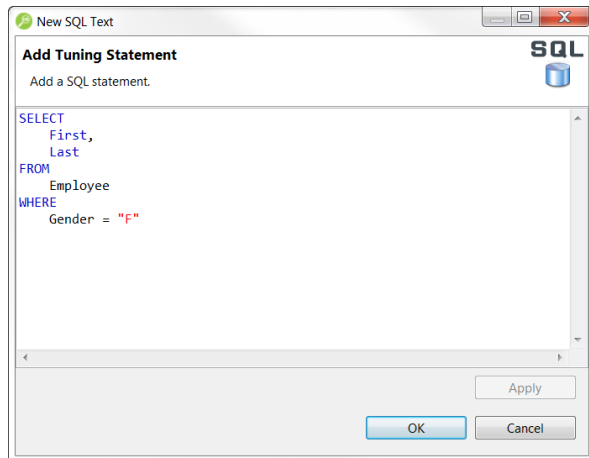 New SQL Text
Add Tuning Statement
SQL
Add a SQL statement.
SELECT
    First,
    Last
FROM
    Employee
WHERE
    Gender = "F"
Apply
OK
Cancel